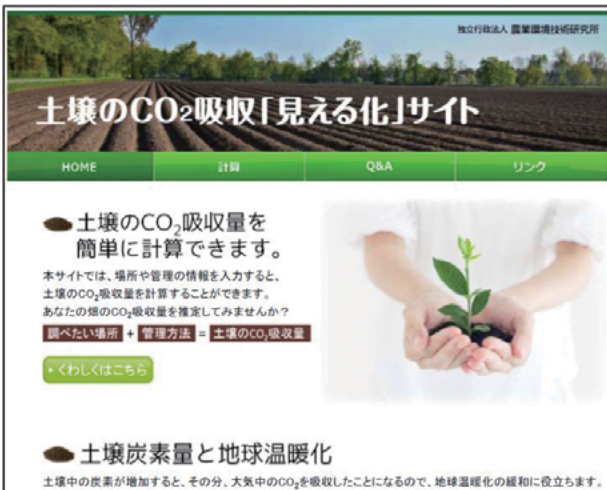 独立行政法人 農業環境技術研究所
土壌のCO2吸収「見える化」サイト
HOME 計算 Q&A リンク
土壌のCO2吸収量を
簡単に計算できます。
本サイトでは、場所や管理の情報を入力すると、
土壌のCO2吸収量を計算することができます。
あなたの畑のCO2吸収量を推定してみませんか？
調べたい場所 + 管理方法 = 土壌のCO2吸収量
くわしくはこちら
土壌炭素量と地球温暖化
土壌中の炭素が増加すると、その分、大気中のCO2を吸収したことになるので、地球温暖化の緩和に役立ちます。